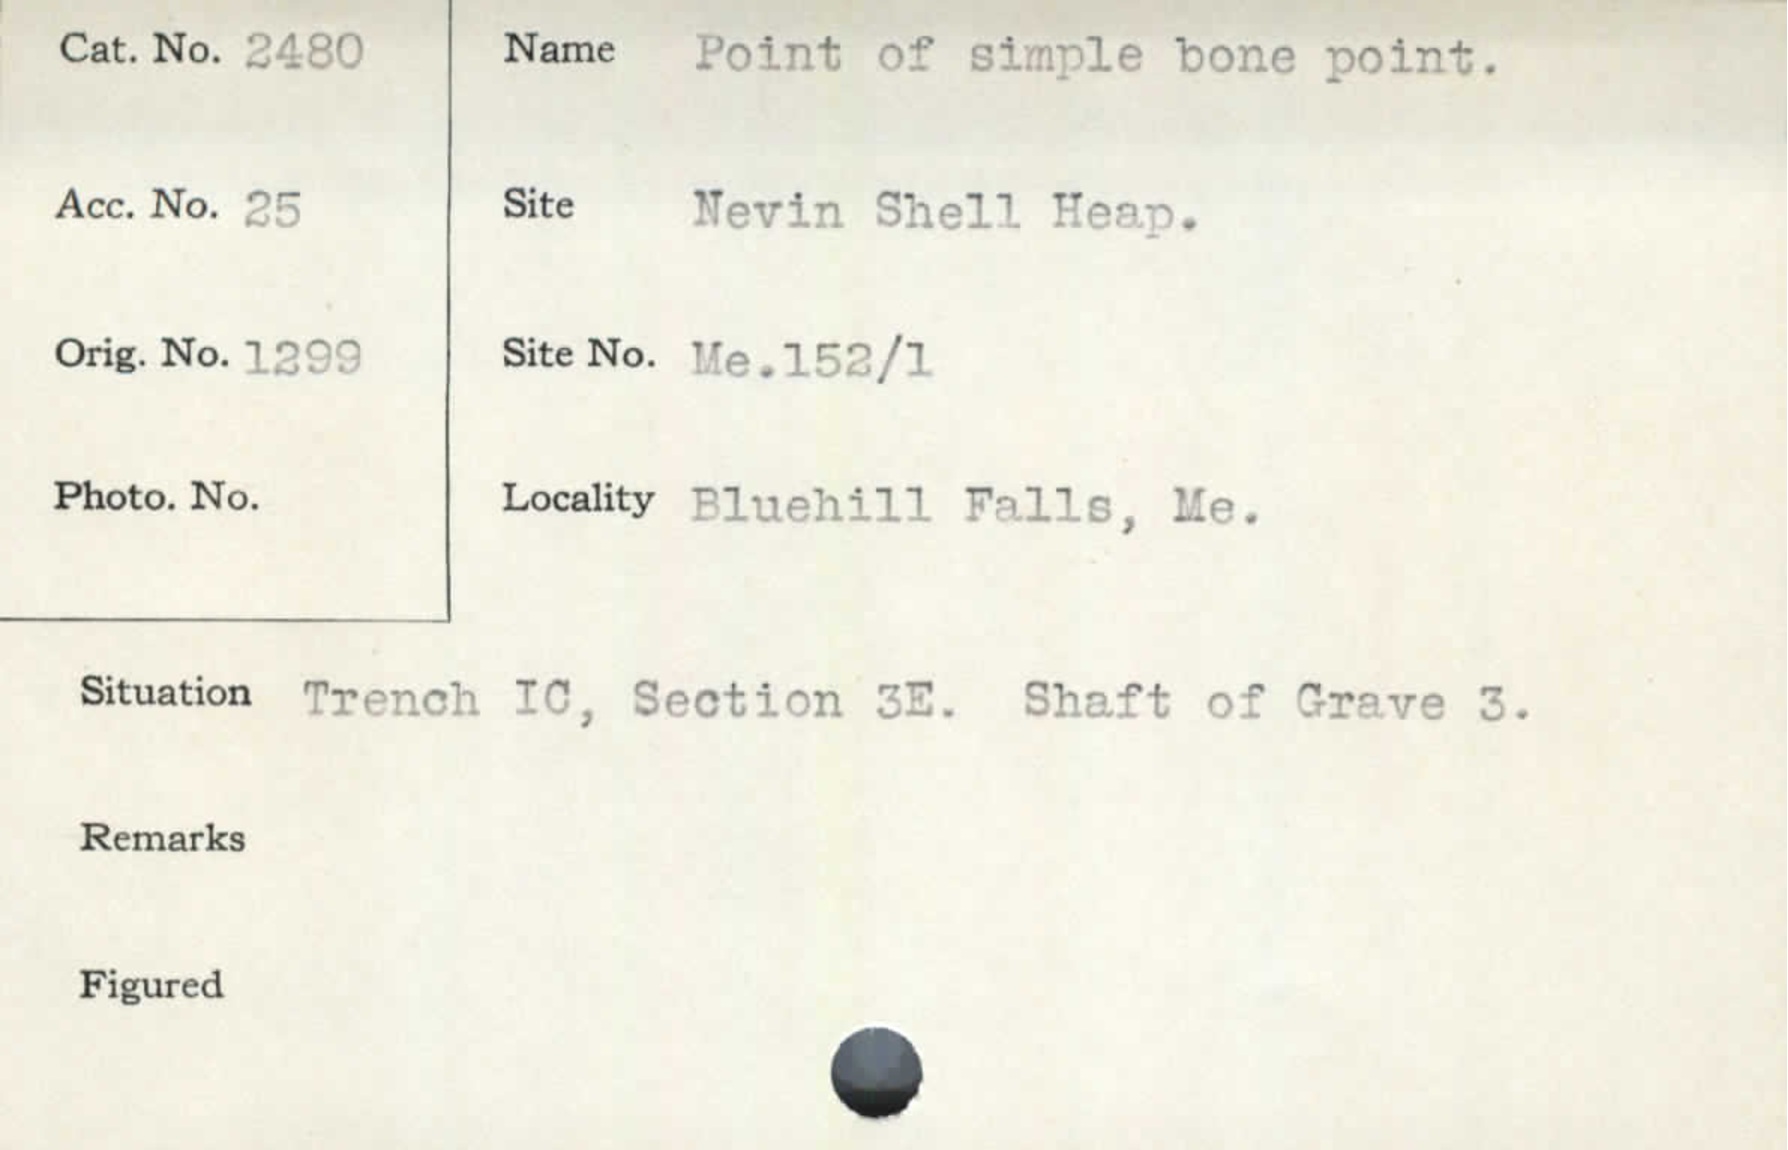 Cat. No. 2480
Name Point of simple bone point.
Acc. No. 25
Site Nevin Shell Heap.
Orig. No. 1299
Site No. Me.152/1
Photo. No.
Locality Bluehill Falls, Me.
Situation Trench IC, Section 3E. Shaft of Grave 3.
Remarks
Figured